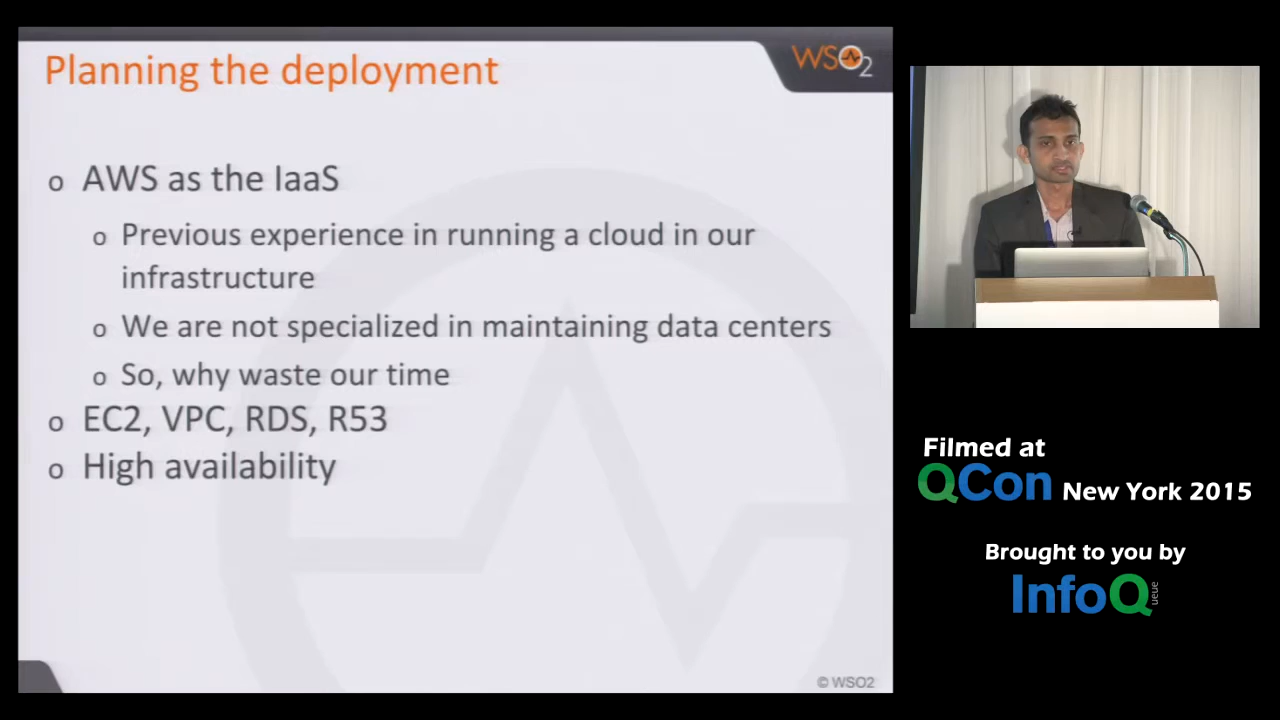 Planning the deployment
WSO2
o AWS as the IaaS
o Previous experience in running a cloud in our
infrastructure
o We are not specialized in maintaining data centers
o So, why waste our time
o EC2, VPC, RDS, R53
o High availability
© WSO2
Filmed at
QCon New York 2015
Brought to you by
InfoQueue